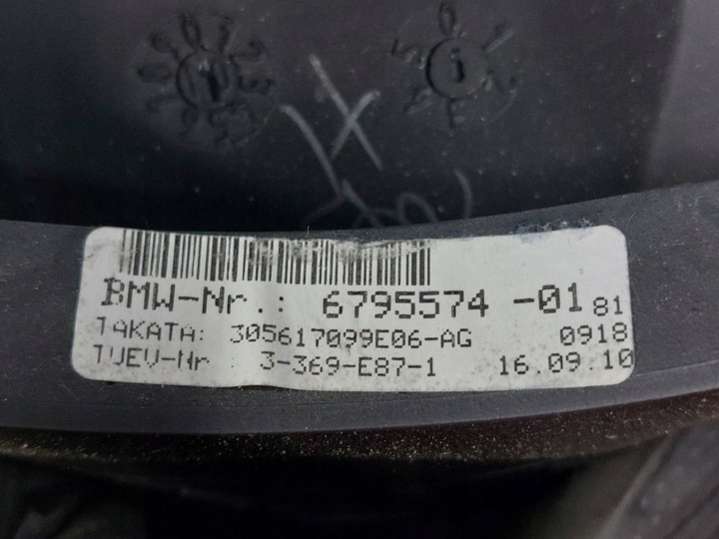 BMW-Nr.: 6795574 -01 81
TAKATA: 305617099E06-AG 0918
TUEV-Nr 3-369-E87-1 16.09.10